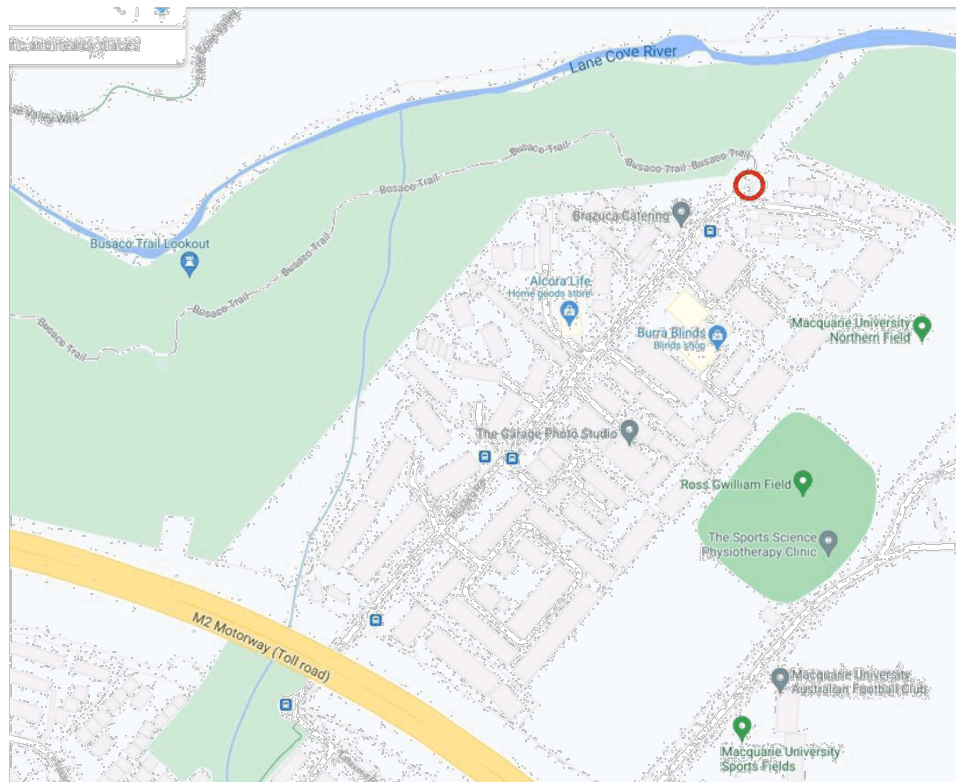 Lane Cove River
Busaco Trail
Busaco Trail
Busaco Trail
Busaco Trail
Brazuca Catering
Busaco Trail Lookout
Busaco Trail
Alcora Life
Home goods store
Busaco Trail
Macquarie University
Northern Field
Burra Blinds
Blinds shop
Busaco Trail
The Garage Photo Studio
Ross Gwilliam Field
The Sports Science
Physiotherapy Clinic
M2 Motorway (Toll road)
Macquarie University
Australian Football Club
Macquarie University
Sports Fields